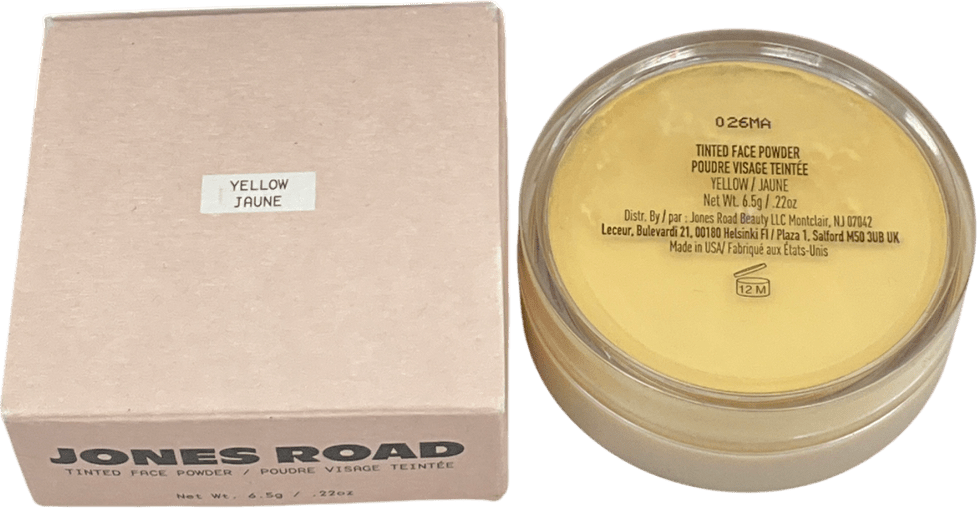 YELLOW
JAUNE
JONES ROAD
TINTED FACE POWDER / POUDRE VISAGE TEINTÉE
Net Wt. 6.5g / .22oz
026MA
TINTED FACE POWDER
POUDRE VISAGE TEINTÉE
YELLOW / JAUNE
Net Wt. 6.5g / .22oz
Distr. By / par : Jones Road Beauty LLC Montclair, NJ 07042
Leceur, Bulevardi 21, 00180 Helsinki FI / Plaza 1, Salford M50 3UB UK
Made in USA/ Fabriqué aux États-Unis
12 M